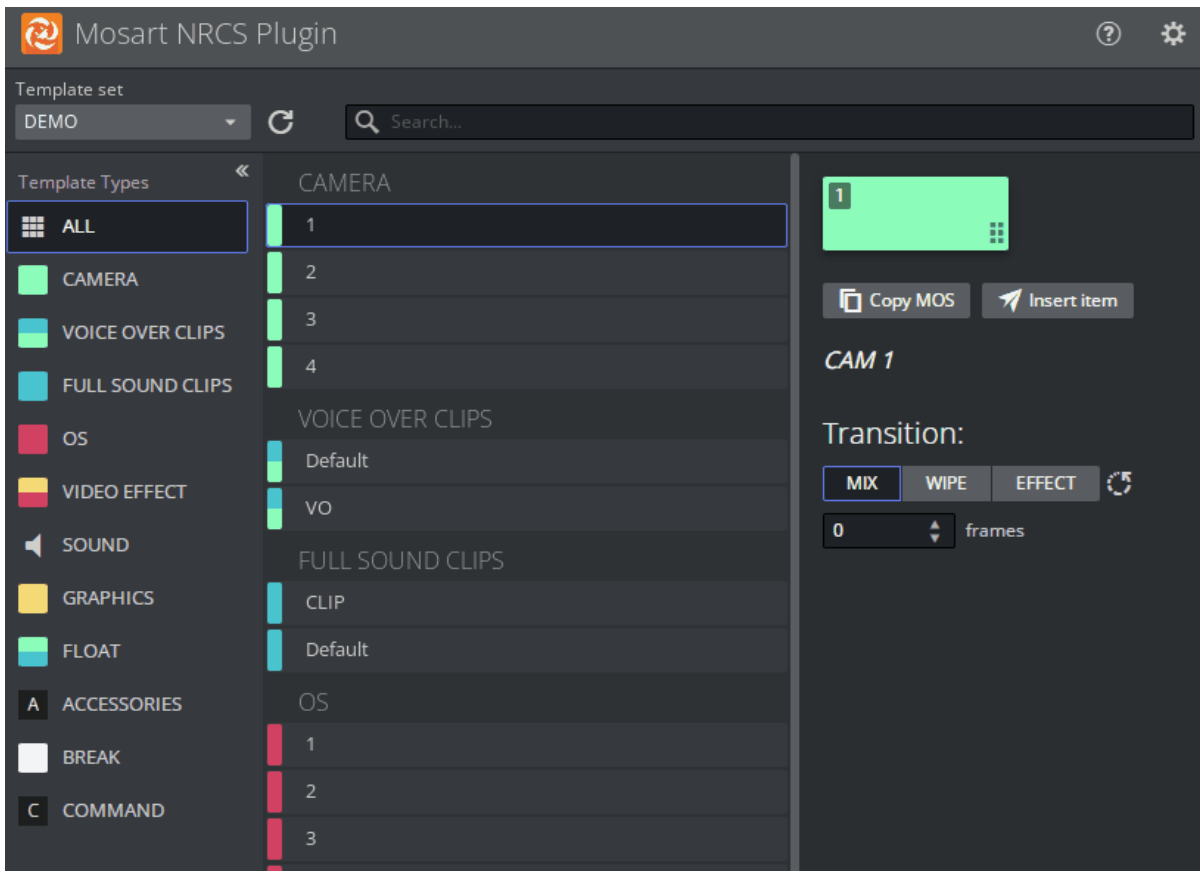 Mosart NRCS Plugin
Template set
DEMO
Search...
Template Types
ALL
CAMERA
VOICE OVER CLIPS
FULL SOUND CLIPS
OS
VIDEO EFFECT
SOUND
GRAPHICS
FLOAT
A ACCESSORIES
BREAK
C COMMAND
CAMERA
1
2
3
4
VOICE OVER CLIPS
Default
VO
FULL SOUND CLIPS
CLIP
Default
OS
1
2
3
1
Copy MOS Insert item
CAM 1
Transition:
MIX WIPE EFFECT
0 frames